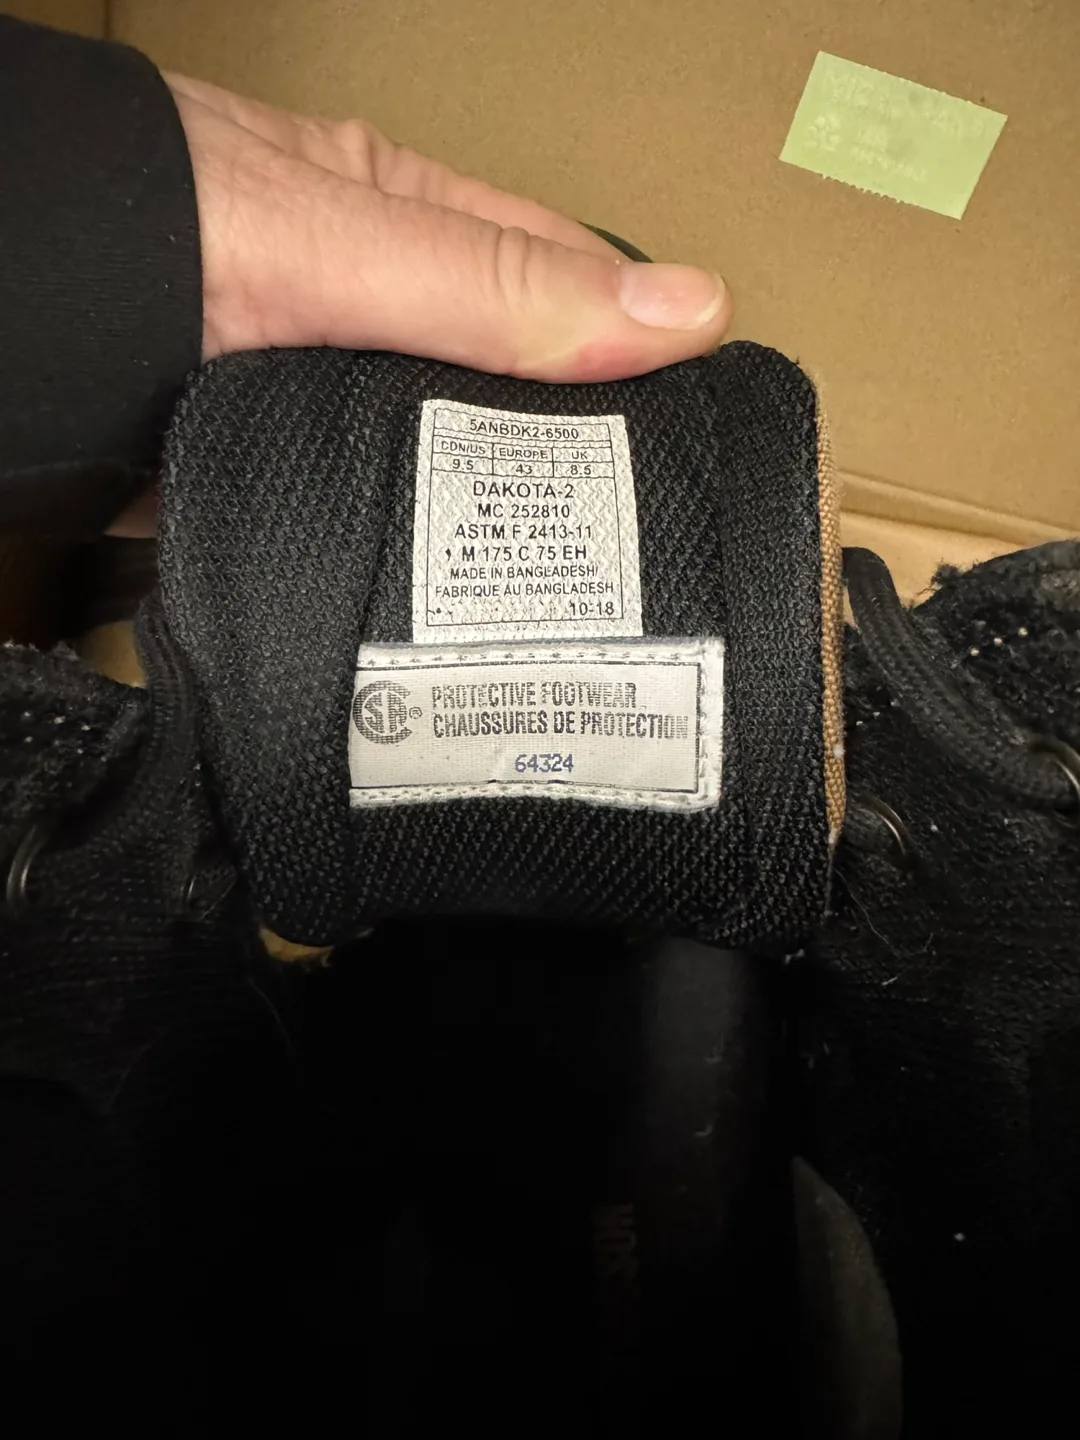 5ANBDK2-6500
CDN/US EUROPE UK
9.5 43 8.5
DAKOTA-2
MC 252810
ASTM F 2413-11
M 175 C 75 EH
MADE IN BANGLADESH/
FABRIQUE AU BANGLADESH
10-18
CSA ® PROTECTIVE FOOTWEAR
CHAUSSURES DE PROTECTION
64324